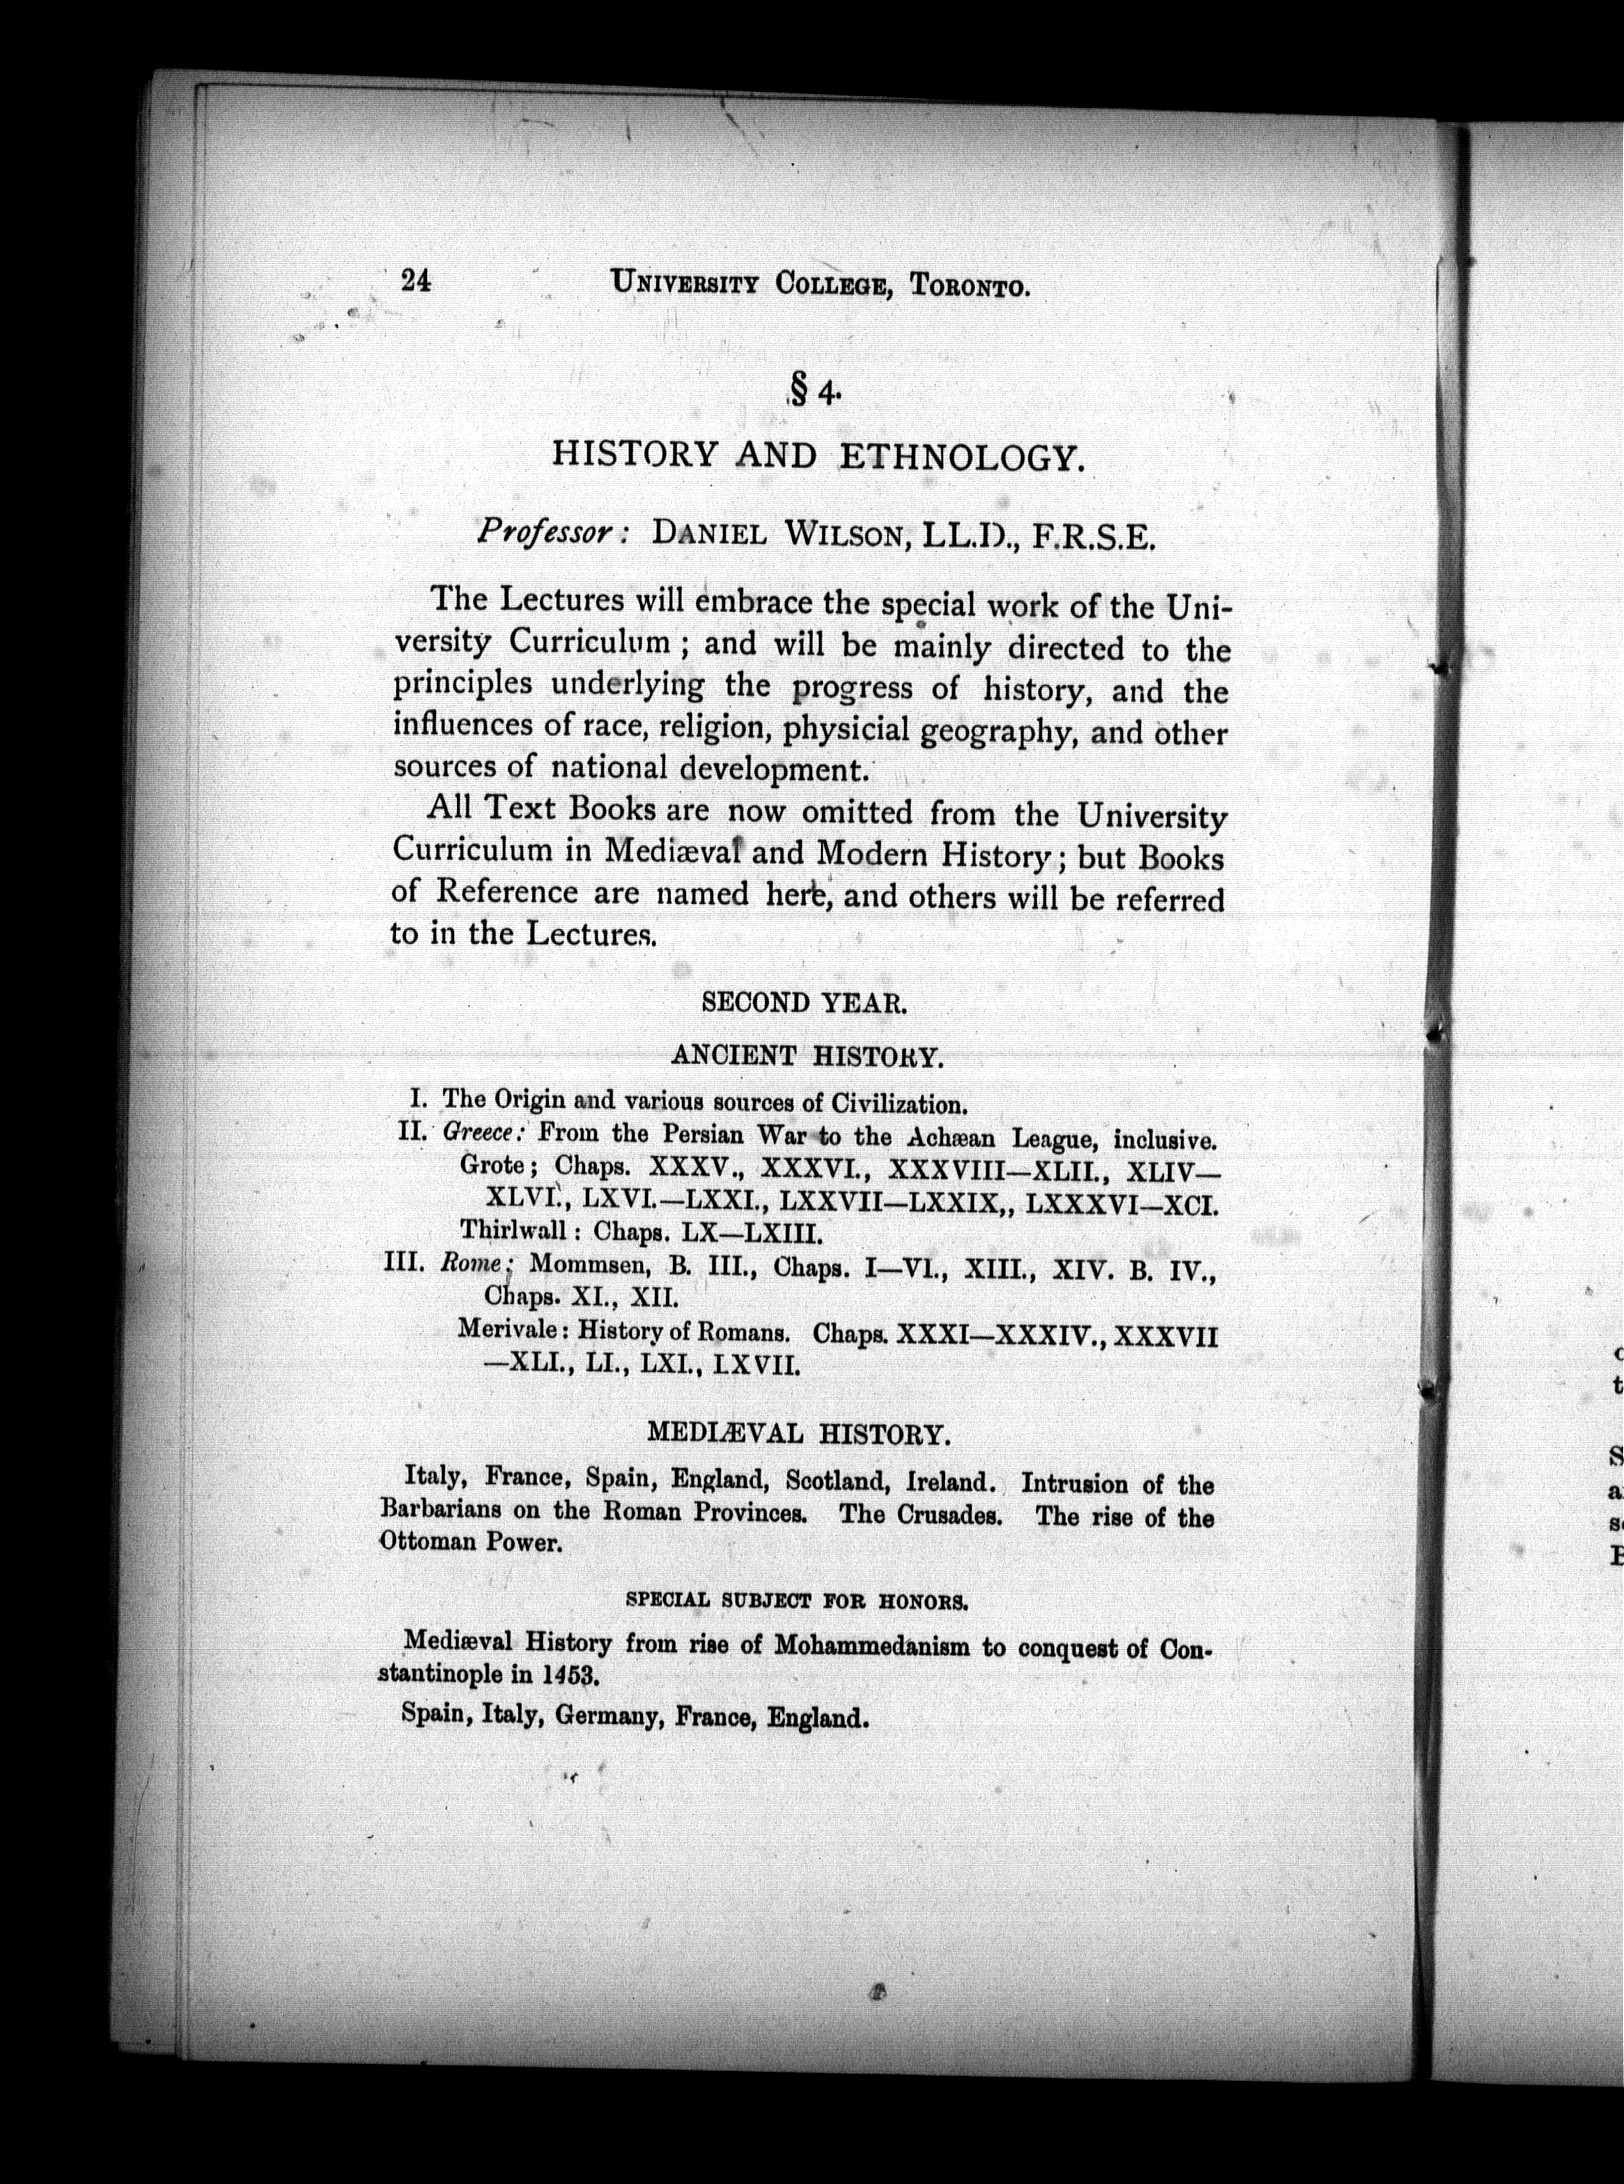 24 UNIVERSITY COLLEGE, TORONTO.
§ 4.
HISTORY AND ETHNOLOGY.
Professor: DANIEL WILSON, LL.D., F.R.S.E.
The Lectures will embrace the special work of the Uni-
versity Curriculum ; and will be mainly directed to the
principles underlying the progress of history, and the
influences of race, religion, physicial geography, and other
sources of national development.
All Text Books are now omitted from the University
Curriculum in Mediæval and Modern History ; but Books
of Reference are named here, and others will be referred
to in the Lectures.
SECOND YEAR.
ANCIENT HISTORY.
I. The Origin and various sources of Civilization.
II. Greece: From the Persian War to the Achæan League, inclusive.
Grote ; Chaps. XXXV., XXXVI., XXXVIII—XLII., XLIV—
XLVI., LXVI.—LXXI., LXXVII—LXXIX,, LXXXVI—XCI.
Thirlwall : Chaps. LX—LXIII.
III. Rome; Mommsen, B. III., Chaps. I—VI., XIII., XIV. B. IV.,
Chaps. XI., XII.
Merivale : History of Romans. Chaps. XXXI—XXXIV., XXXVII
—XLI., LI., LXI., LXVII.
MEDIÆVAL HISTORY.
Italy, France, Spain, England, Scotland, Ireland. Intrusion of the
Barbarians on the Roman Provinces. The Crusades. The rise of the
Ottoman Power.
SPECIAL SUBJECT FOR HONORS.
Mediæval History from rise of Mohammedanism to conquest of Con-
stantinople in 1453.
Spain, Italy, Germany, France, England.